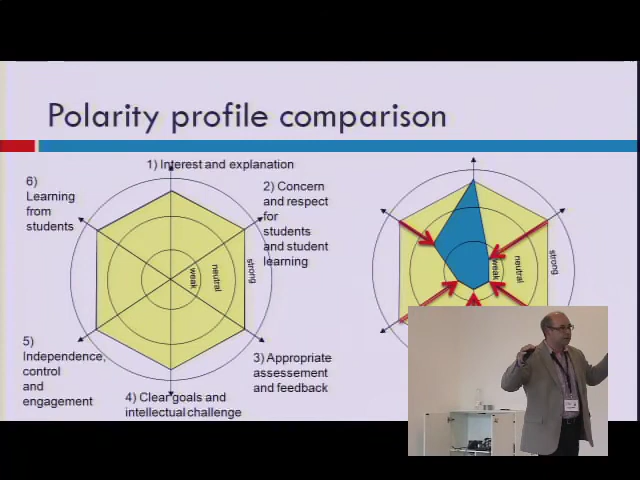 Polarity profile comparison
1) Interest and explanation
6)
Learning
from
students
2) Concern
and respect
for
students
and student
learning
weak
neutral
strong
5)
Independence,
control
and
engagement
3) Appropriate
assessment
and feedback
4) Clear goals and
intellectual challenge
weak
neutral
strong